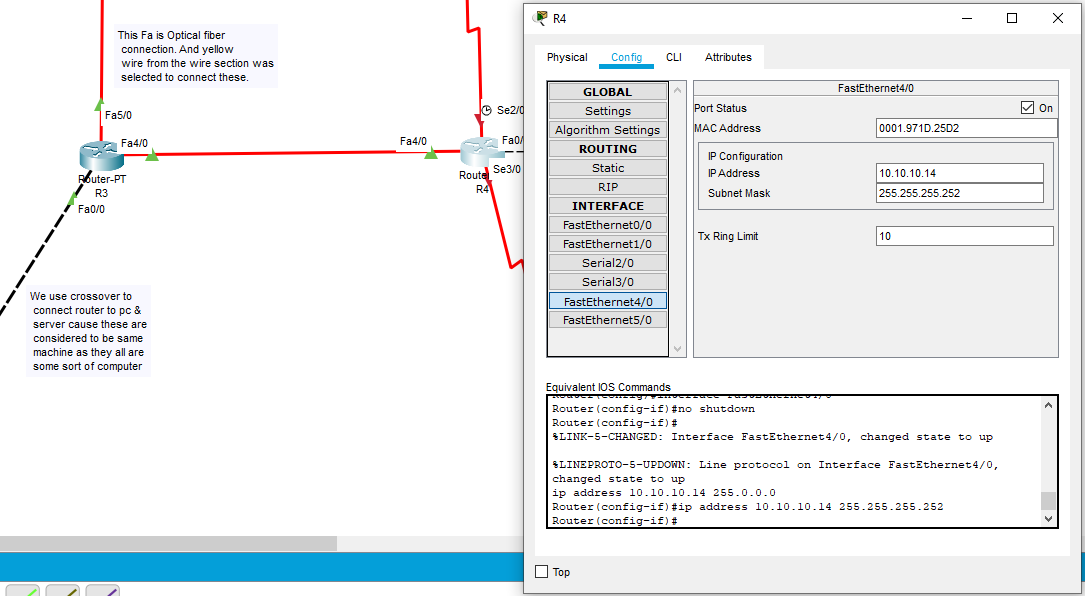 This Fa is Optical fiber
connection. And yellow
wire from the wire section was
selected to connect these.
Fa5/0
Fa4/0
Router-PT
R3
Fa0/0
Fa4/0
Se2/0
Fa0/
Se3/0
Route
R4
We use crossover to
connect router to pc &
server cause these are
considered to be same
machine as they all are
some sort of computer
R4
Physical
Config
CLI
Attributes
GLOBAL
Settings
Algorithm Settings
ROUTING
Static
RIP
INTERFACE
FastEthernet0/0
FastEthernet1/0
Serial2/0
Serial3/0
FastEthernet4/0
FastEthernet5/0
FastEthernet4/0
Port Status
On
MAC Address
0001.971D.25D2
IP Configuration
IP Address
10.10.10.14
Subnet Mask
255.255.255.252
Tx Ring Limit
10
Equivalent IOS Commands
Router(config-if)#no shutdown
Router(config-if)#
%LINK-5-CHANGED: Interface FastEthernet4/0, changed state to up
%LINEPROTO-5-UPDOWN: Line protocol on Interface FastEthernet4/0,
changed state to up
ip address 10.10.10.14 255.0.0.0
Router(config-if)#ip address 10.10.10.14 255.255.255.252
Router(config-if)#
Top